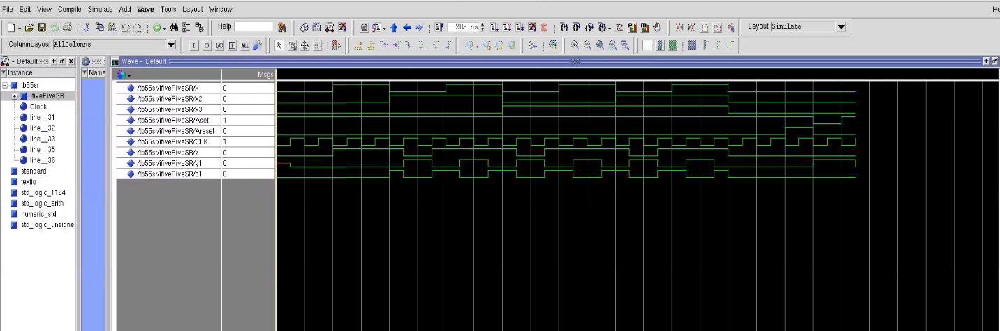 File Edit View Compile Simulate Add Wave Tools Layout Window He
Help 205 ns Layout Simulate
ColumnLayout AllColumns I O I/O ALL
- Default Wave - Default
Instance Name Msgs
tb55sr
ifiveFiveSR
Clock
line__31
line__32
line__33
line__35
line__36
standard
textio
std_logic_1164
std_logic_arith
numeric_std
std_logic_unsigne
/tb55sr/ifiveFiveSR/x1 0
/tb55sr/ifiveFiveSR/x2 0
/tb55sr/ifiveFiveSR/x3 0
/tb55sr/ifiveFiveSR/Aset 1
/tb55sr/ifiveFiveSR/Areset 0
/tb55sr/ifiveFiveSR/CLK 1
/tb55sr/ifiveFiveSR/z 0
/tb55sr/ifiveFiveSR/y1 0
/tb55sr/ifiveFiveSR/c1 0